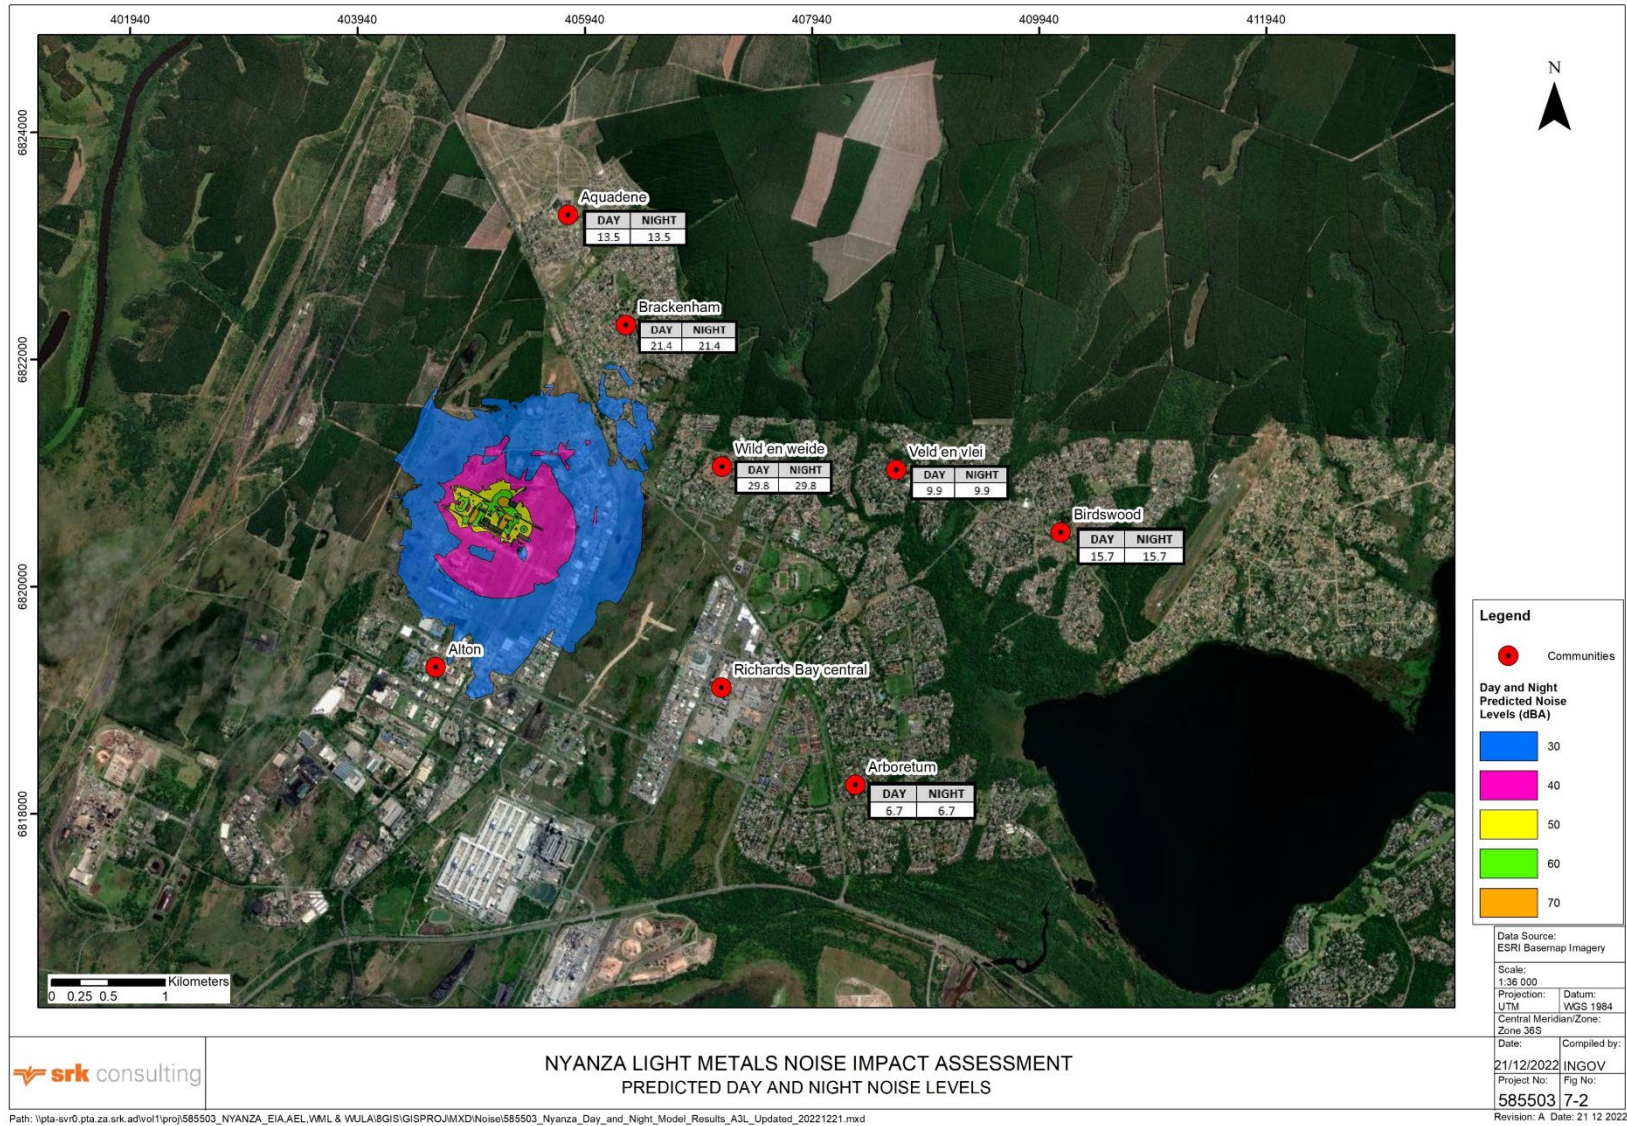 401940
403940
405940
407940
409940
411940
6824000
6822000
6820000
6818000
N
Aquadene
DAY NIGHT
13.5 13.5
Brackenham
DAY NIGHT
21.4 21.4
Wild en weide
DAY NIGHT
29.8 29.8
Veld en vlei
DAY NIGHT
9.9 9.9
Birdswood
DAY NIGHT
15.7 15.7
Alton
Richards Bay central
Arboretum
DAY NIGHT
6.7 6.7
Kilometers
0 0.25 0.5 1
Legend
Communities
Day and Night
Predicted Noise
Levels (dBA)
30
40
50
60
70
Data Source:
ESRI Basemap Imagery
Scale:
1:36 000
Projection: Datum:
UTM WGS 1984
Central Meridian/Zone:
Zone 36S
Date: Compiled by:
21/12/2022 INGOV
Project No: Fig No:
585503 7-2
Revision: A Date: 21 12 2022
srk consulting
NYANZA LIGHT METALS NOISE IMPACT ASSESSMENT
PREDICTED DAY AND NIGHT NOISE LEVELS
Path: \\pta-svr0.pta.za.srk.ad\vol1\proj\585503_NYANZA_EIA,AEL,WML & WULA\8GIS\GISPROJ\MXD\Noise\585503_Nyanza_Day_and_Night_Model_Results_A3L_Updated_20221221.mxd